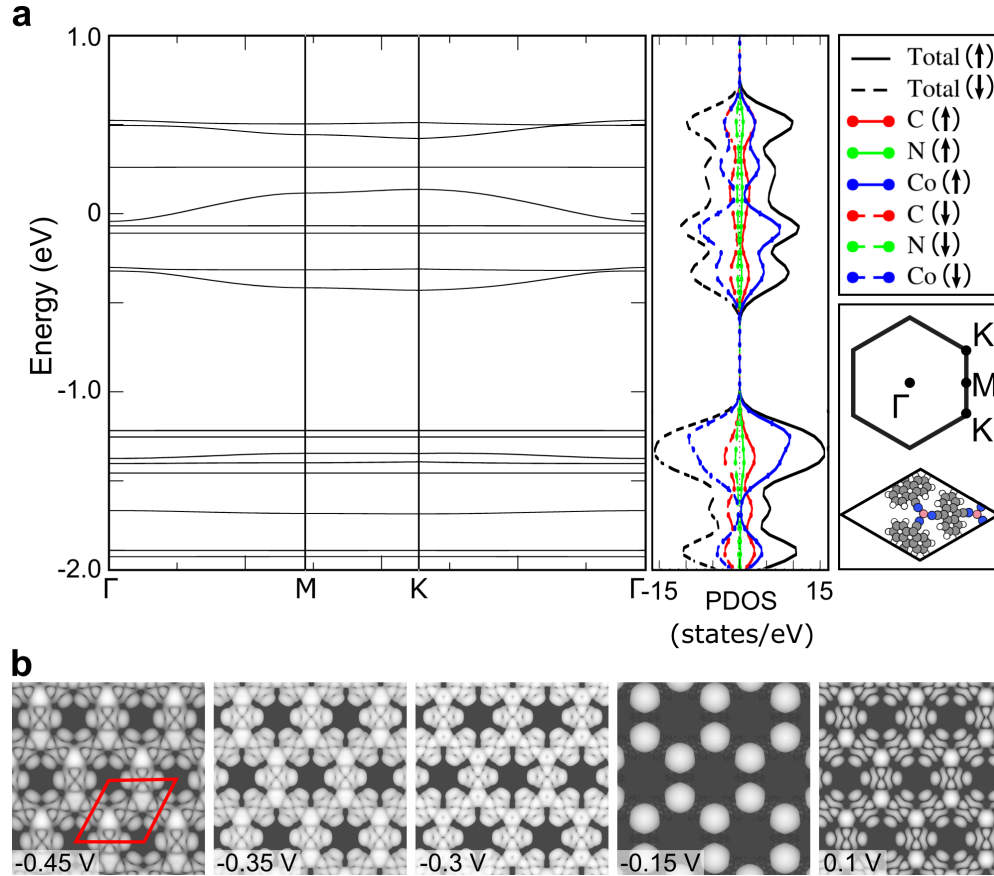 a
1.0
0
-1.0
-2.0
Energy (eV)
Γ
M
K
Γ
-15
15
PDOS
(states/eV)
Total (↑)
Total (↓)
C (↑)
N (↑)
Co (↑)
C (↓)
N (↓)
Co (↓)
K
M
Γ
K
b
-0.45 V
-0.35 V
-0.3 V
-0.15 V
0.1 V